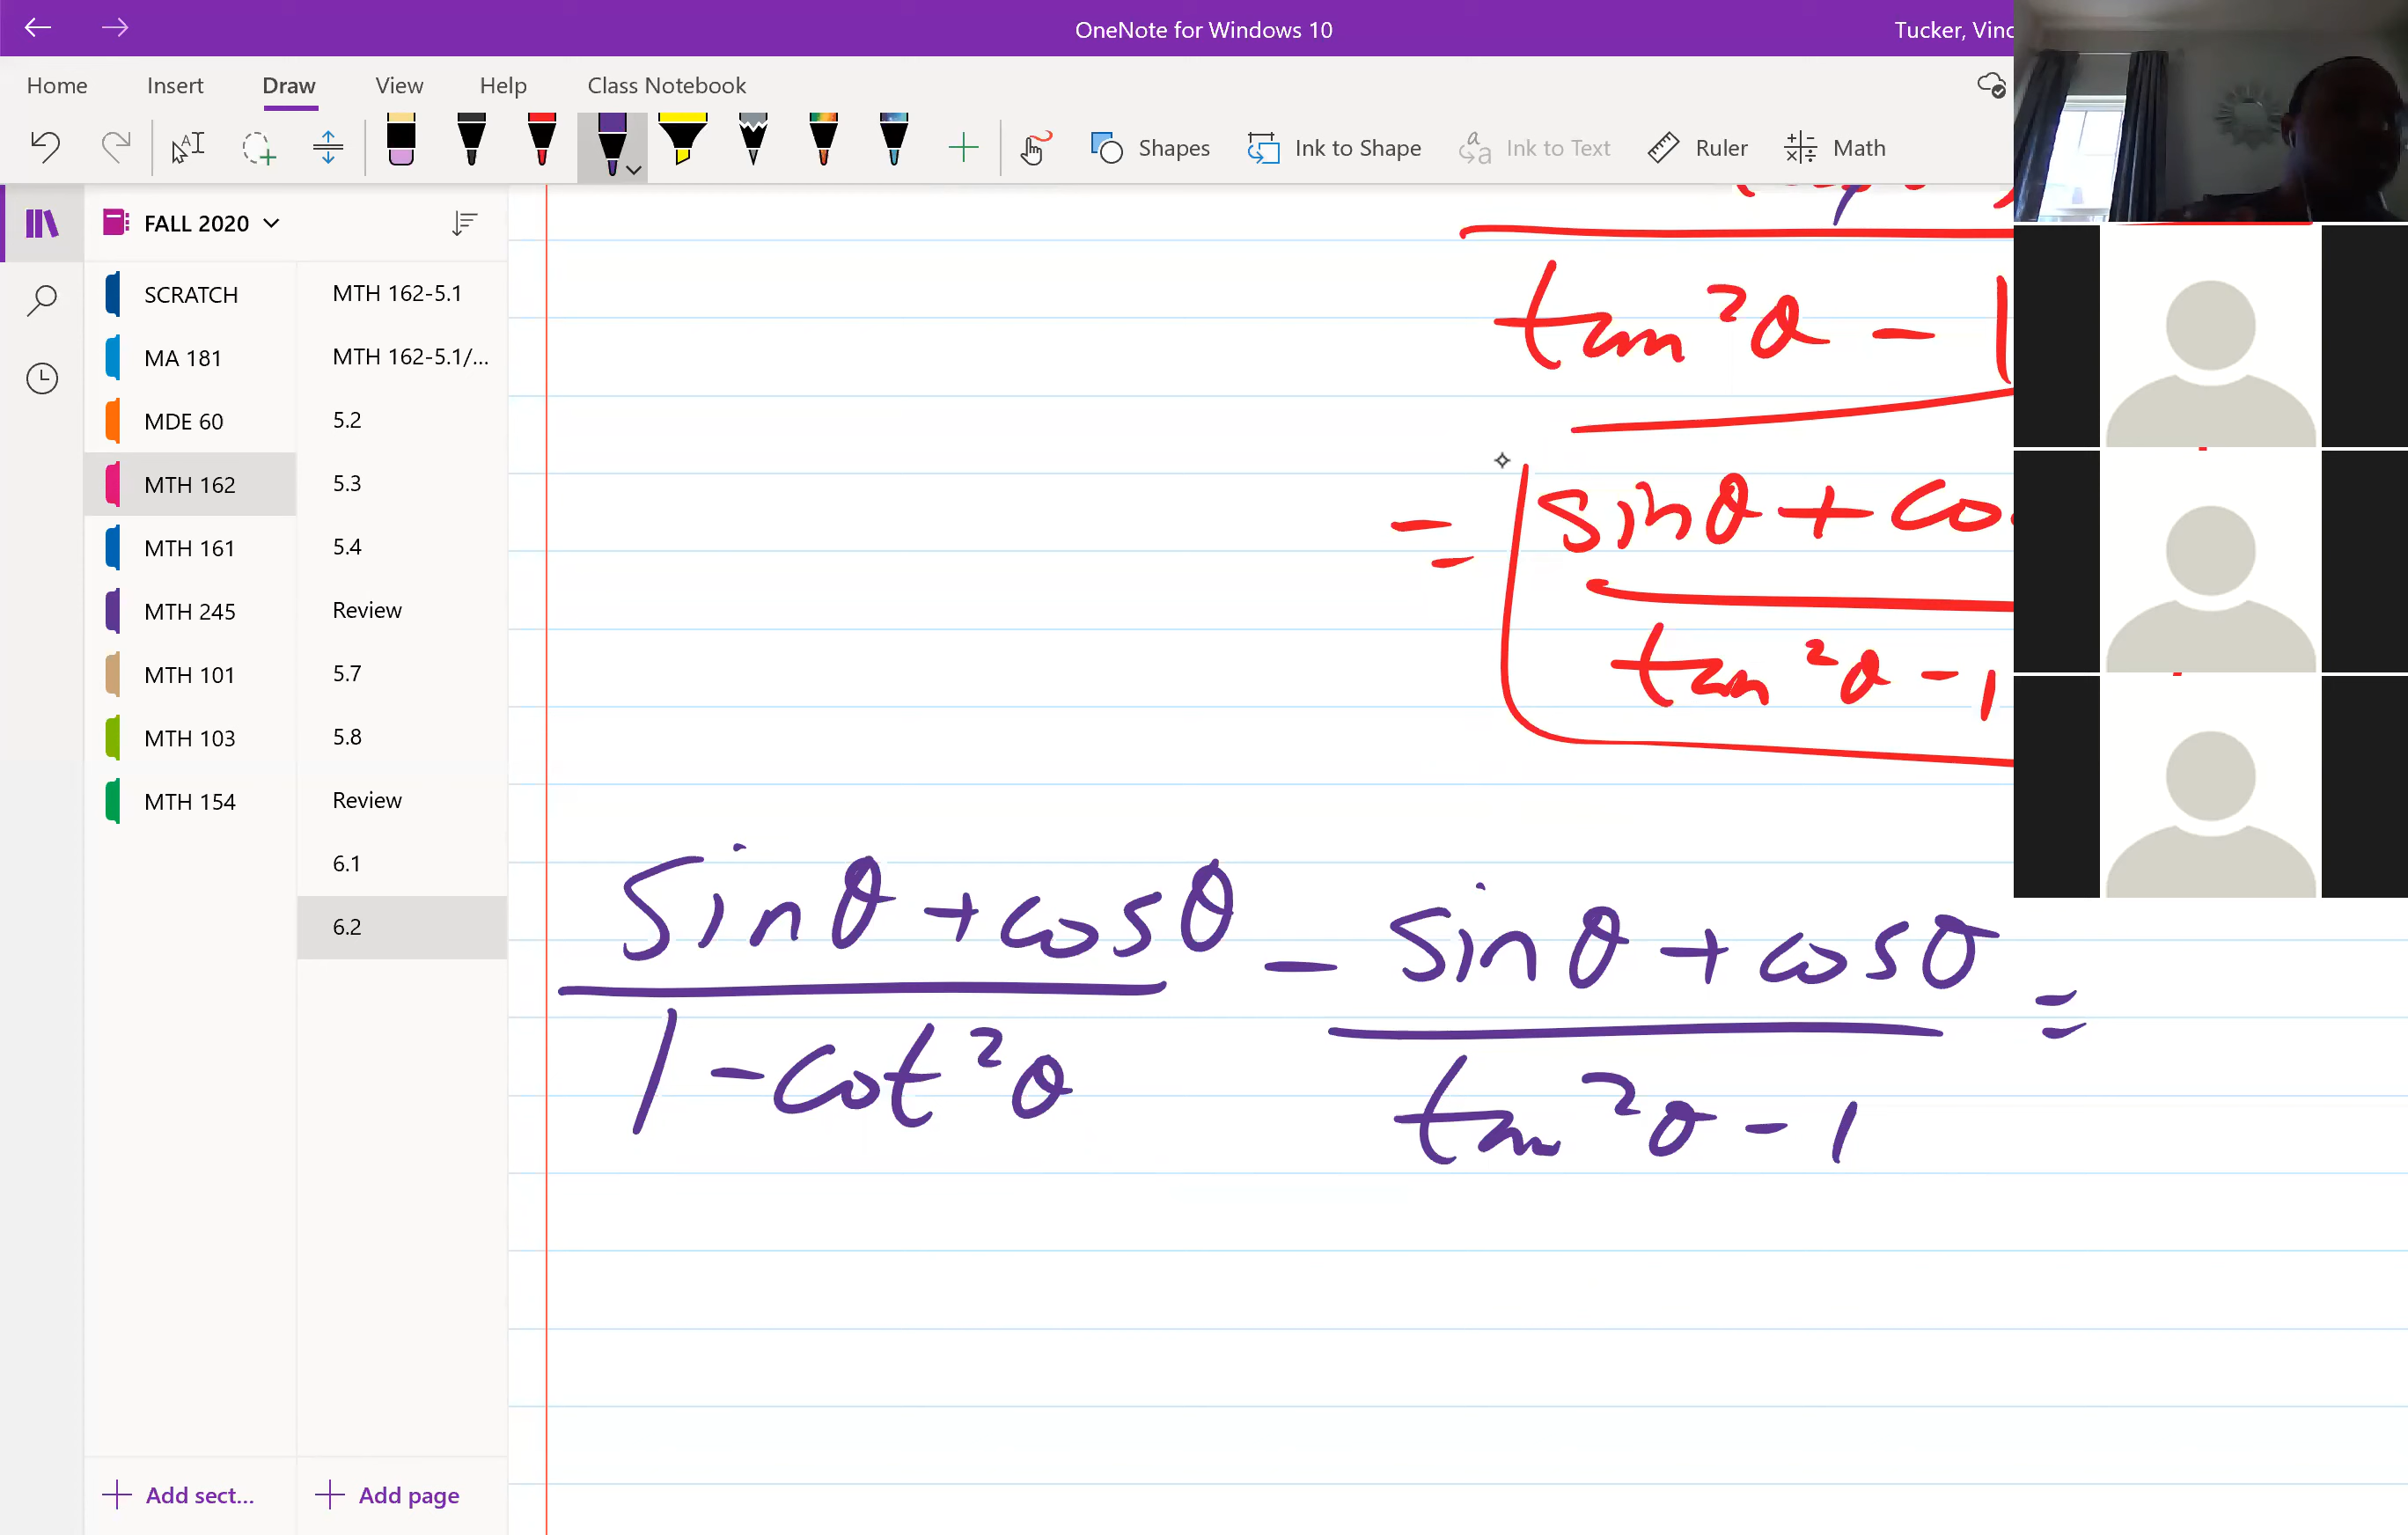 OneNote for Windows 10
Tucker, Vinc
Home Insert Draw View Help Class Notebook
Shapes Ink to Shape Ink to Text Ruler Math
FALL 2020
SCRATCH
MA 181
MDE 60
MTH 162
MTH 161
MTH 245
MTH 101
MTH 103
MTH 154
Add sect...
MTH 162-5.1
MTH 162-5.1/...
5.2
5.3
5.4
Review
5.7
5.8
Review
6.1
6.2
Add page
tan²θ - 1
= sinθ + co
tan²θ - 1
sinθ + cosθ - sinθ + cosθ =
1 - cot²θ tan²θ - 1